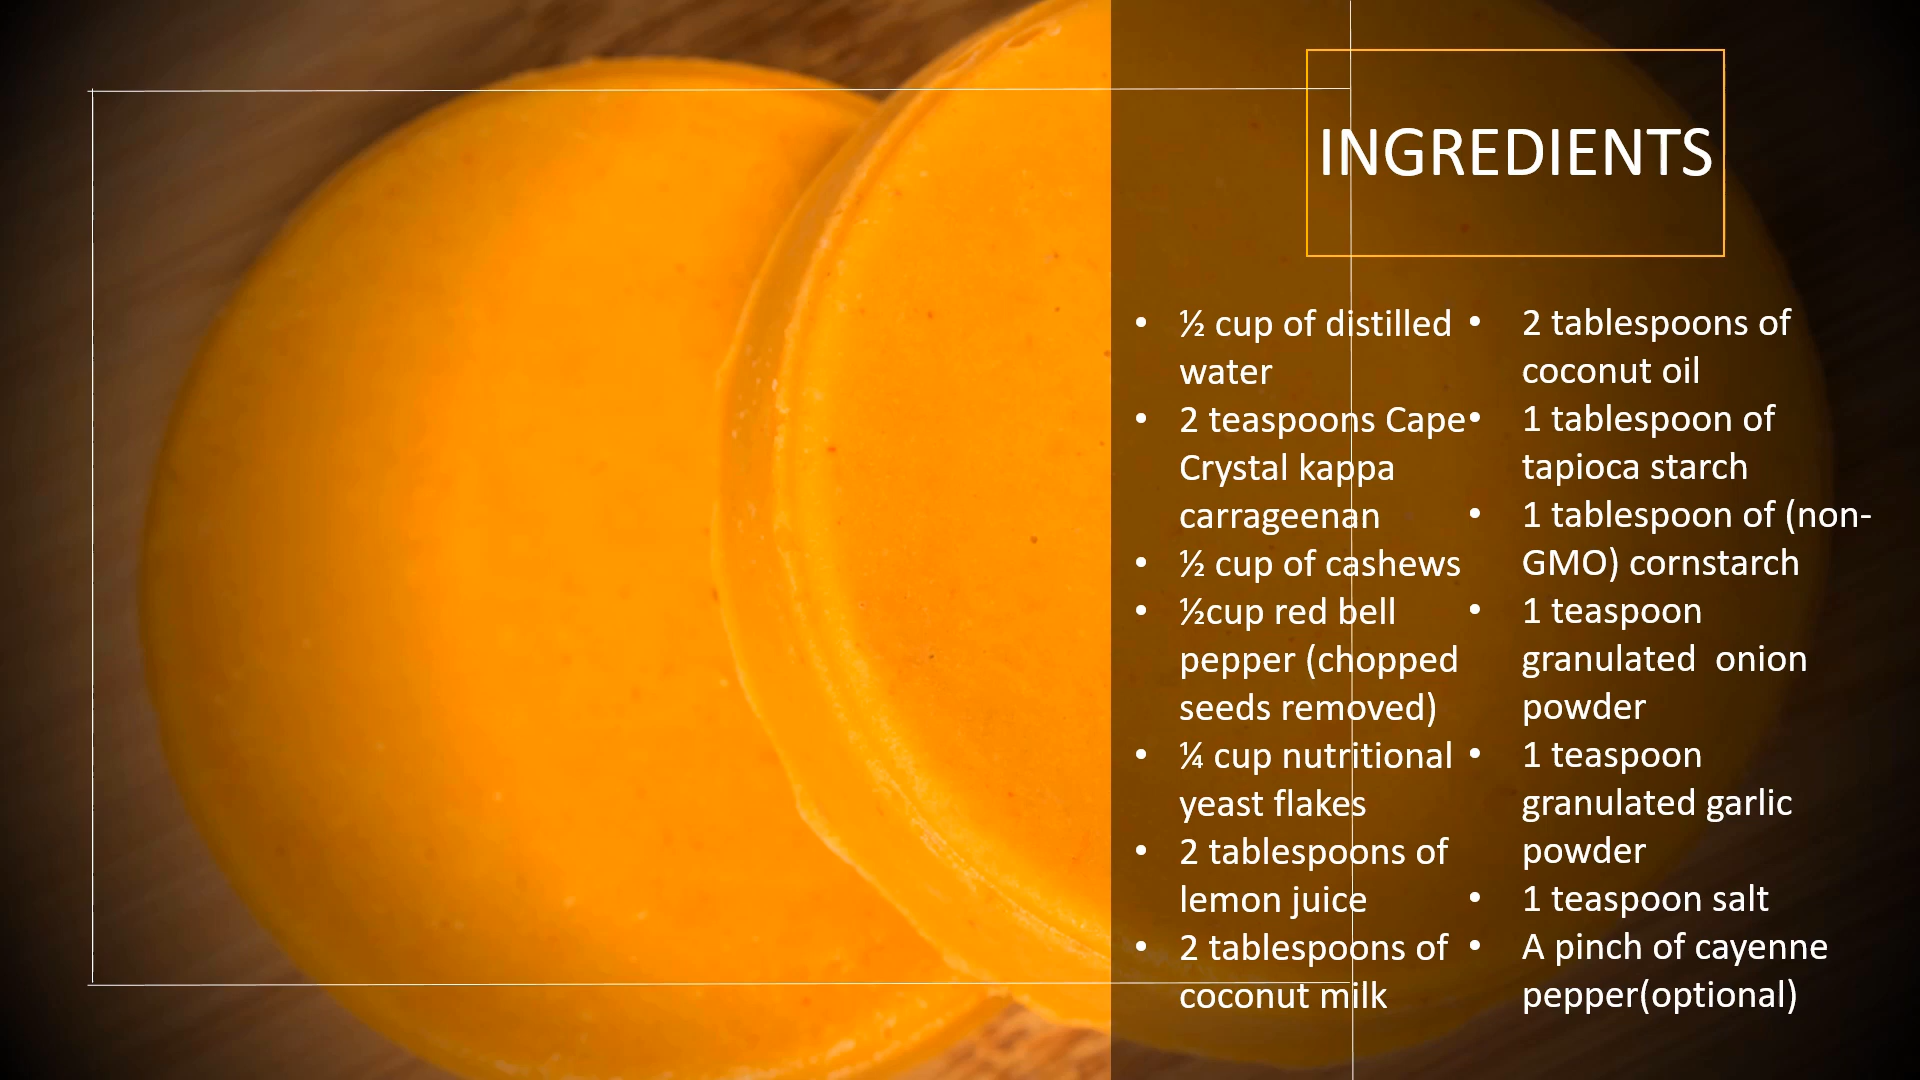 INGREDIENTS
• ½ cup of distilled
water
• 2 teaspoons Cape
Crystal kappa
carrageenan
• ½ cup of cashews
• ½cup red bell
pepper (chopped
seeds removed)
• ¼ cup nutritional
yeast flakes
• 2 tablespoons of
lemon juice
• 2 tablespoons of
coconut milk
• 2 tablespoons of
coconut oil
• 1 tablespoon of
tapioca starch
• 1 tablespoon of (non-
GMO) cornstarch
• 1 teaspoon
granulated  onion
powder
• 1 teaspoon
granulated garlic
powder
• 1 teaspoon salt
• A pinch of cayenne
pepper(optional)